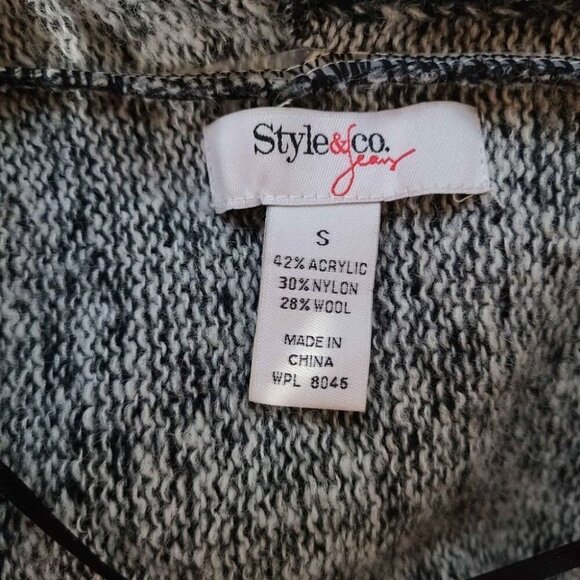 Style&co.
Jeans
S
42% ACRYLIC
30% NYLON
28% WOOL
MADE IN
CHINA
WPL 8045